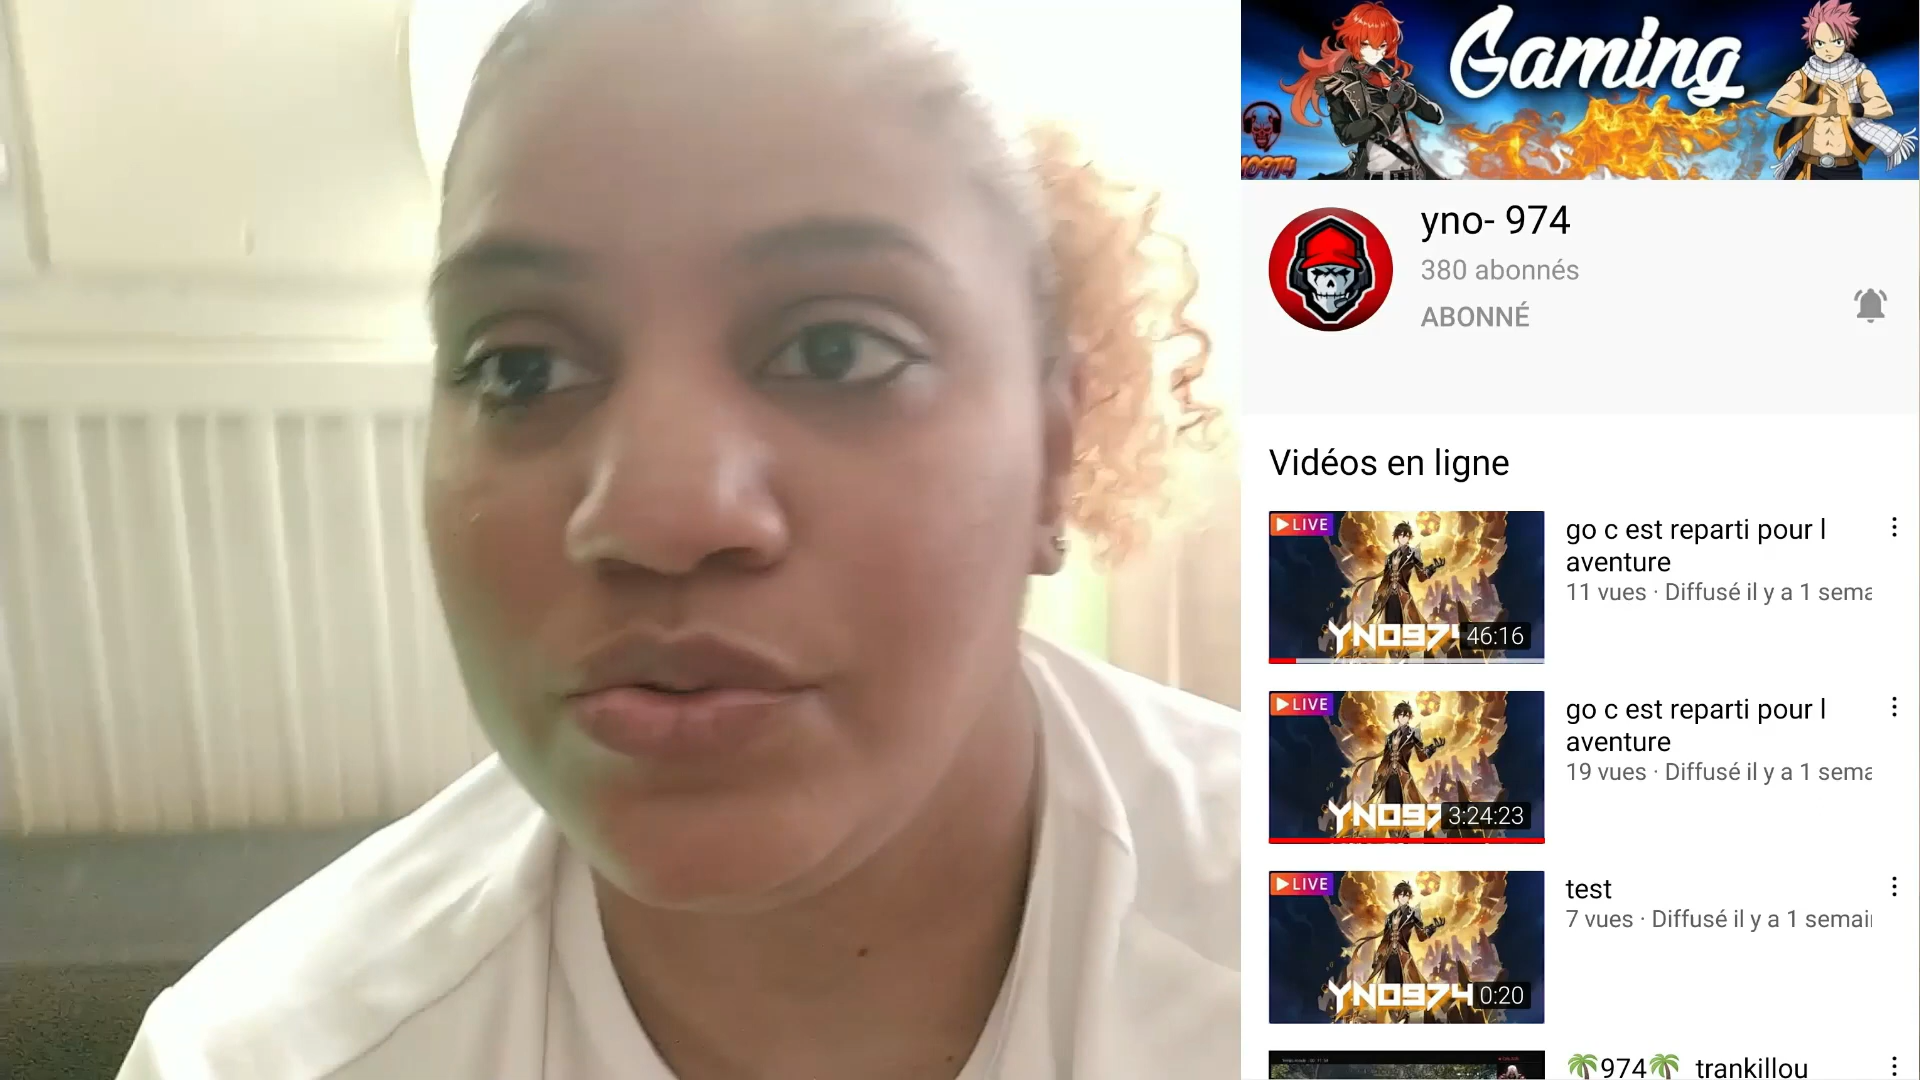 Gaming
yno- 974
380 abonnés
ABONNÉ
Vidéos en ligne
LIVE
go c est reparti pour l
aventure
11 vues · Diffusé il y a 1 sema
YNO974
46:16
LIVE
go c est reparti pour l
aventure
19 vues · Diffusé il y a 1 sema
YNO97
3:24:23
LIVE
test
7 vues · Diffusé il y a 1 semai
YNO974
0:20
🌴974🌴 trankillou